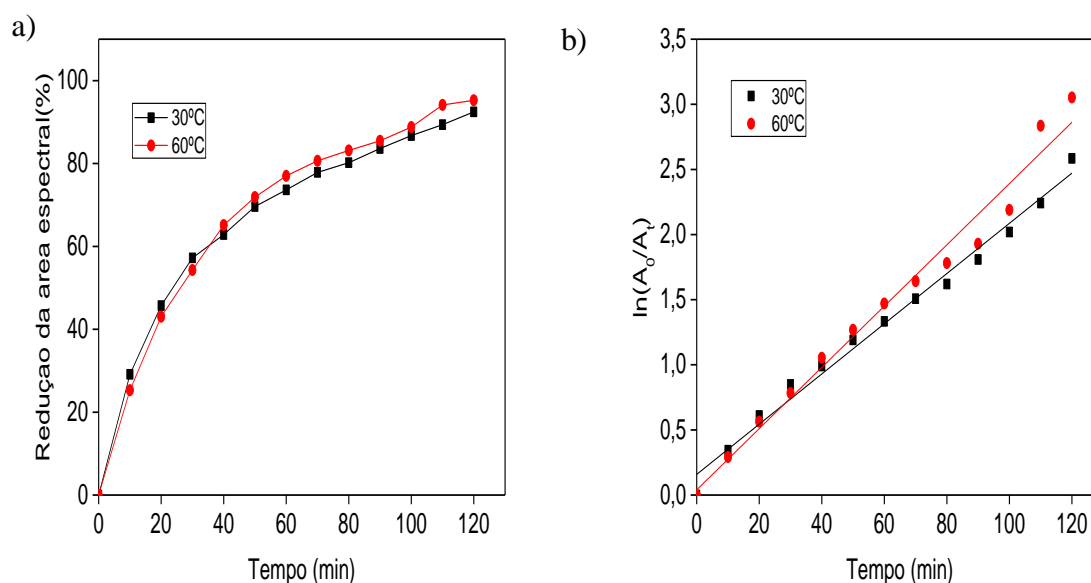 a)
Reduçao da area espectral(%)
100
80
60
40
20
0
30ºC
60ºC
0 20 40 60 80 100 120
Tempo (min)
b)
ln(A₀/Aₜ)
3,5
3,0
2,5
2,0
1,5
1,0
0,5
0,0
30ºC
60ºC
0 20 40 60 80 100 120
Tempo (min)